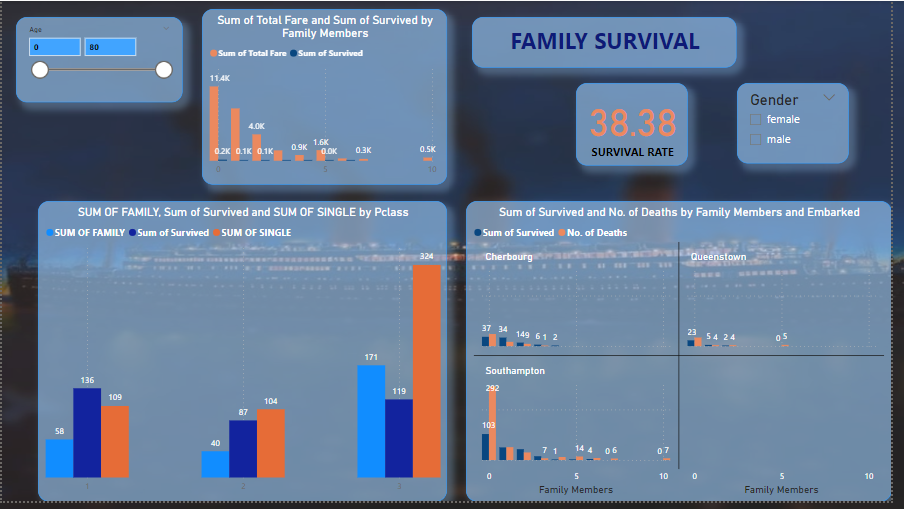 Age
0
80
Sum of Total Fare and Sum of Survived by
Family Members
Sum of Total Fare Sum of Survived
11.4K
4.0K
0.2K 0.1K 0.1K 0.9K 1.6K 0.0K 0.3K 0.5K
0 5 10
FAMILY SURVIVAL
38.38
SURVIVAL RATE
Gender
female
male
SUM OF FAMILY, Sum of Survived and SUM OF SINGLE by Pclass
SUM OF FAMILY Sum of Survived SUM OF SINGLE
58 136 109
40 87 104
171 119 324
1 2 3
Sum of Survived and No. of Deaths by Family Members and Embarked
Sum of Survived No. of Deaths
Cherbourg
37 34 14 9 6 1 2
Queenstown
23 5 4 2 4 0 5
Southampton
292
103 7 1 14 4 0 6 0 7
0 5 10
0 5 10
Family Members
Family Members